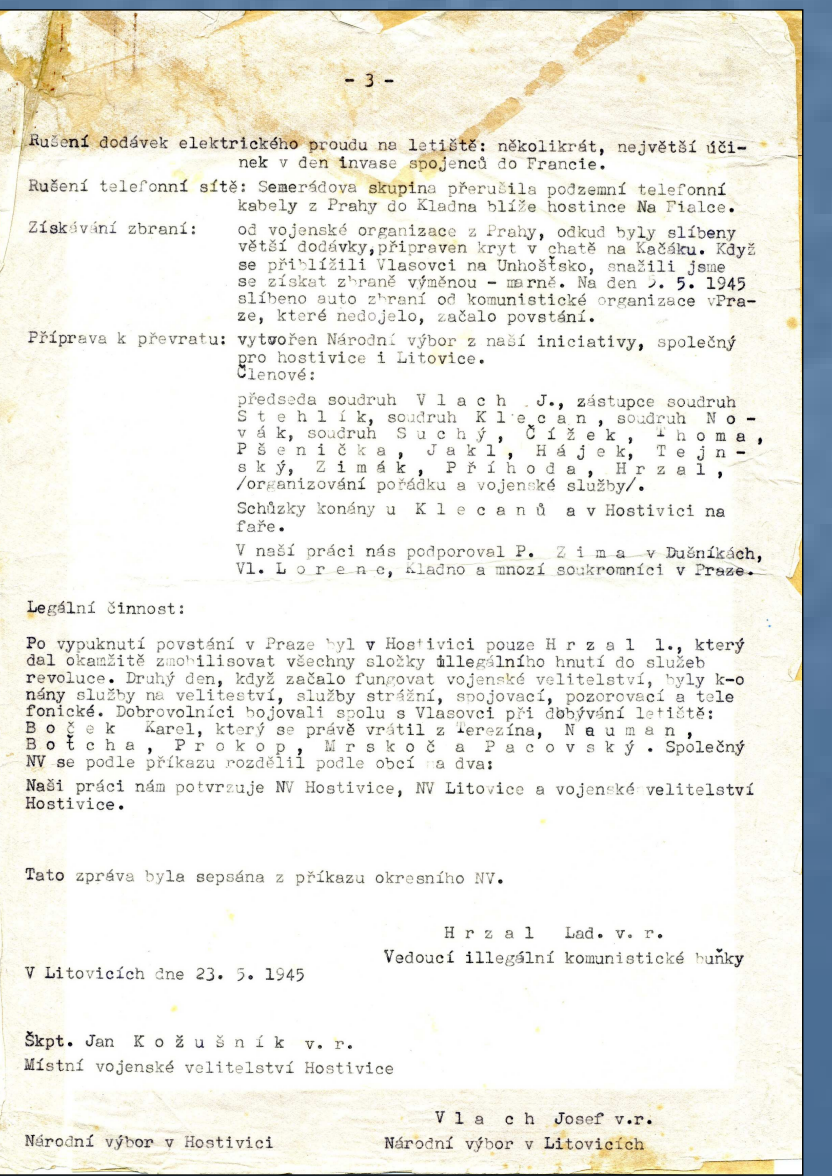 - 3 -
Rušení dodávek elektrického proudu na letiště: několikrát, největší úči-
nek v den invase spojenců do Francie.
Rušení telefonní sítě: Semerádova skupina přerušila podzemní telefonní
kabely z Prahy do Kladna blíže hostince Na Fialce.
Získávání zbraní: od vojenské organizace z Prahy, odkud byly slíbeny
větší dodávky,připraven kryt v chatě na Kačáku. Když
se přiblížili Vlasovci na Unhoštsko, snažili jsme
se získat zbraně výměnou - marně. Na den 5. 1945
slíbeno auto zbraní od komunistické organizace vPra-
ze, které nedojelo, začalo povstání.
Příprava k převratu: vytvořen Národní výbor z naší iniciativy, společný
pro hostivice i Litovice.
Členové:
předseda soudruh V l a c h J., zástupce soudruh
S t e h l í k, soudruh K l e c a n , soudruh N o -
v á k, soudruh S u c h ý , Č í ž e k , T h o m a ,
P š e n i č k a , J a k l , H á j e k, T e j n -
s k ý, Z i m á k , P ř í h o d a , H r z a l ,
/organizování pořádku a vojenské služby/.
Schůzky konány u K l e c a n ů a v Hostivici na
faře.
V naší práci nás podporoval P. Z i m a v Dušníkách,
Vl. L o r e n c, Kladno a mnozí soukromníci v Praze.
Legální činnost:
Po vypuknutí povstání v Praze byl v Hostivici pouze H r z a l l., který
dal okamžitě zmobilisovat všechny složky illegálního hnutí do služeb
revoluce. Druhý den, když začalo fungovat vojenské velitelství, byly k-o
nány služby na veliteství, služby strážní, spojovací, pozorovací a tele
fonické. Dobrovolníci bojovali spolu s Vlasovci při dobývání letiště:
B o č e k Karel, který se právě vrátil z Terezína, N e u m a n ,
B o t c h a , P r o k o p , M r s k o č a P a c o v s k ý . Společný
NV se podle příkazu rozdělil podle obcí na dva:
Naši práci nám potvrzuje NV Hostivice, NV Litovice a vojenské velitelství
Hostivice.
Tato zpráva byla sepsána z příkazu okresního NV.
H r z a l Lad. v. r.
Vedoucí illegální komunistické buňky
V Litovicích dne 23. 5. 1945
Škpt. Jan K o ž u š n í k v. r.
Místní vojenské velitelství Hostivice
V l a c h Josef v.r.
Národní výbor v Hostivici Národní výbor v Litovicích